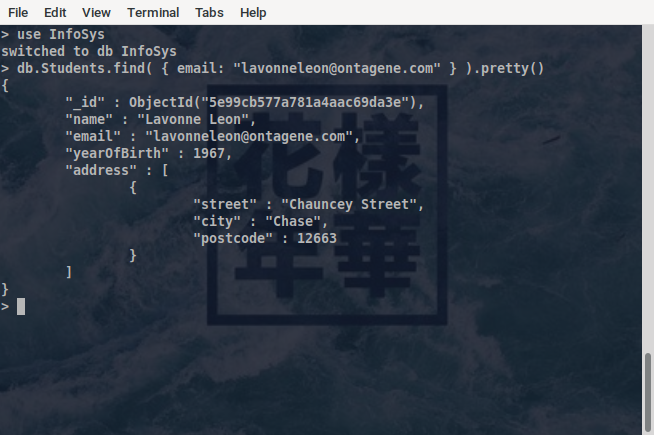 File Edit View Terminal Tabs Help
> use InfoSys
switched to db InfoSys
> db.Students.find( { email: "lavonneleon@ontagene.com" } ).pretty()
{
"_id" : ObjectId("5e99cb577a781a4aac69da3e"),
"name" : "Lavonne Leon",
"email" : "lavonneleon@ontagene.com",
"yearOfBirth" : 1967,
"address" : [
{
"street" : "Chauncey Street",
"city" : "Chase",
"postcode" : 12663
}
]
}
>
花樣
年華